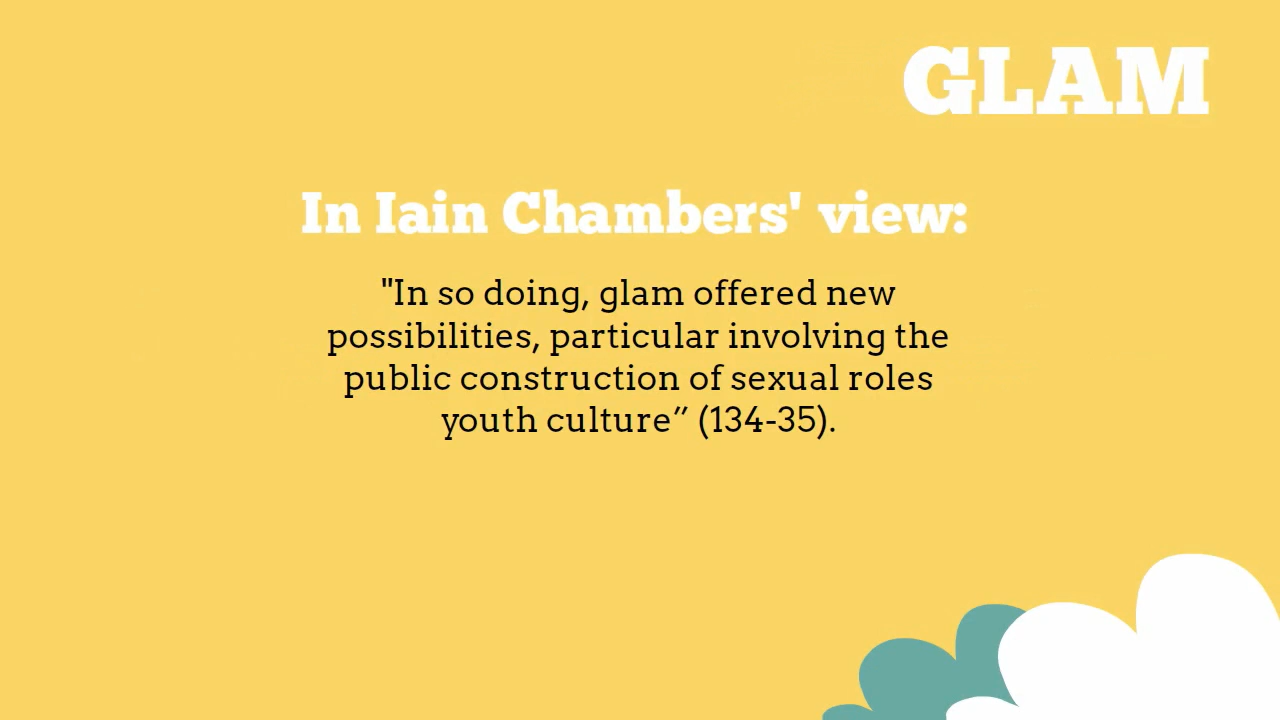 GLAM
In Iain Chambers' view:
"In so doing, glam offered new
possibilities, particular involving the
public construction of sexual roles
youth culture” (134-35).